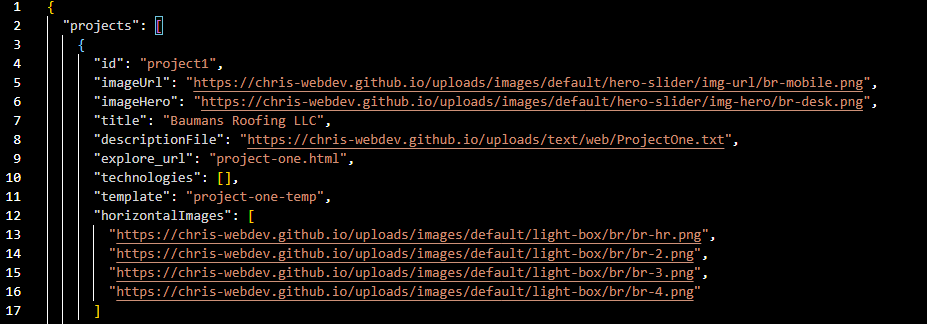 1 {
2 "projects": [
3 {
4 "id": "project1",
5 "imageUrl": "https://chris-webdev.github.io/uploads/images/default/hero-slider/img-url/br-mobile.png",
6 "imageHero": "https://chris-webdev.github.io/uploads/images/default/hero-slider/img-hero/br-desk.png",
7 "title": "Baumans Roofing LLC",
8 "descriptionFile": "https://chris-webdev.github.io/uploads/text/web/ProjectOne.txt",
9 "explore_url": "project-one.html",
10 "technologies": [],
11 "template": "project-one-temp",
12 "horizontalImages": [
13 "https://chris-webdev.github.io/uploads/images/default/light-box/br/br-hr.png",
14 "https://chris-webdev.github.io/uploads/images/default/light-box/br/br-2.png",
15 "https://chris-webdev.github.io/uploads/images/default/light-box/br/br-3.png",
16 "https://chris-webdev.github.io/uploads/images/default/light-box/br/br-4.png"
17 ]